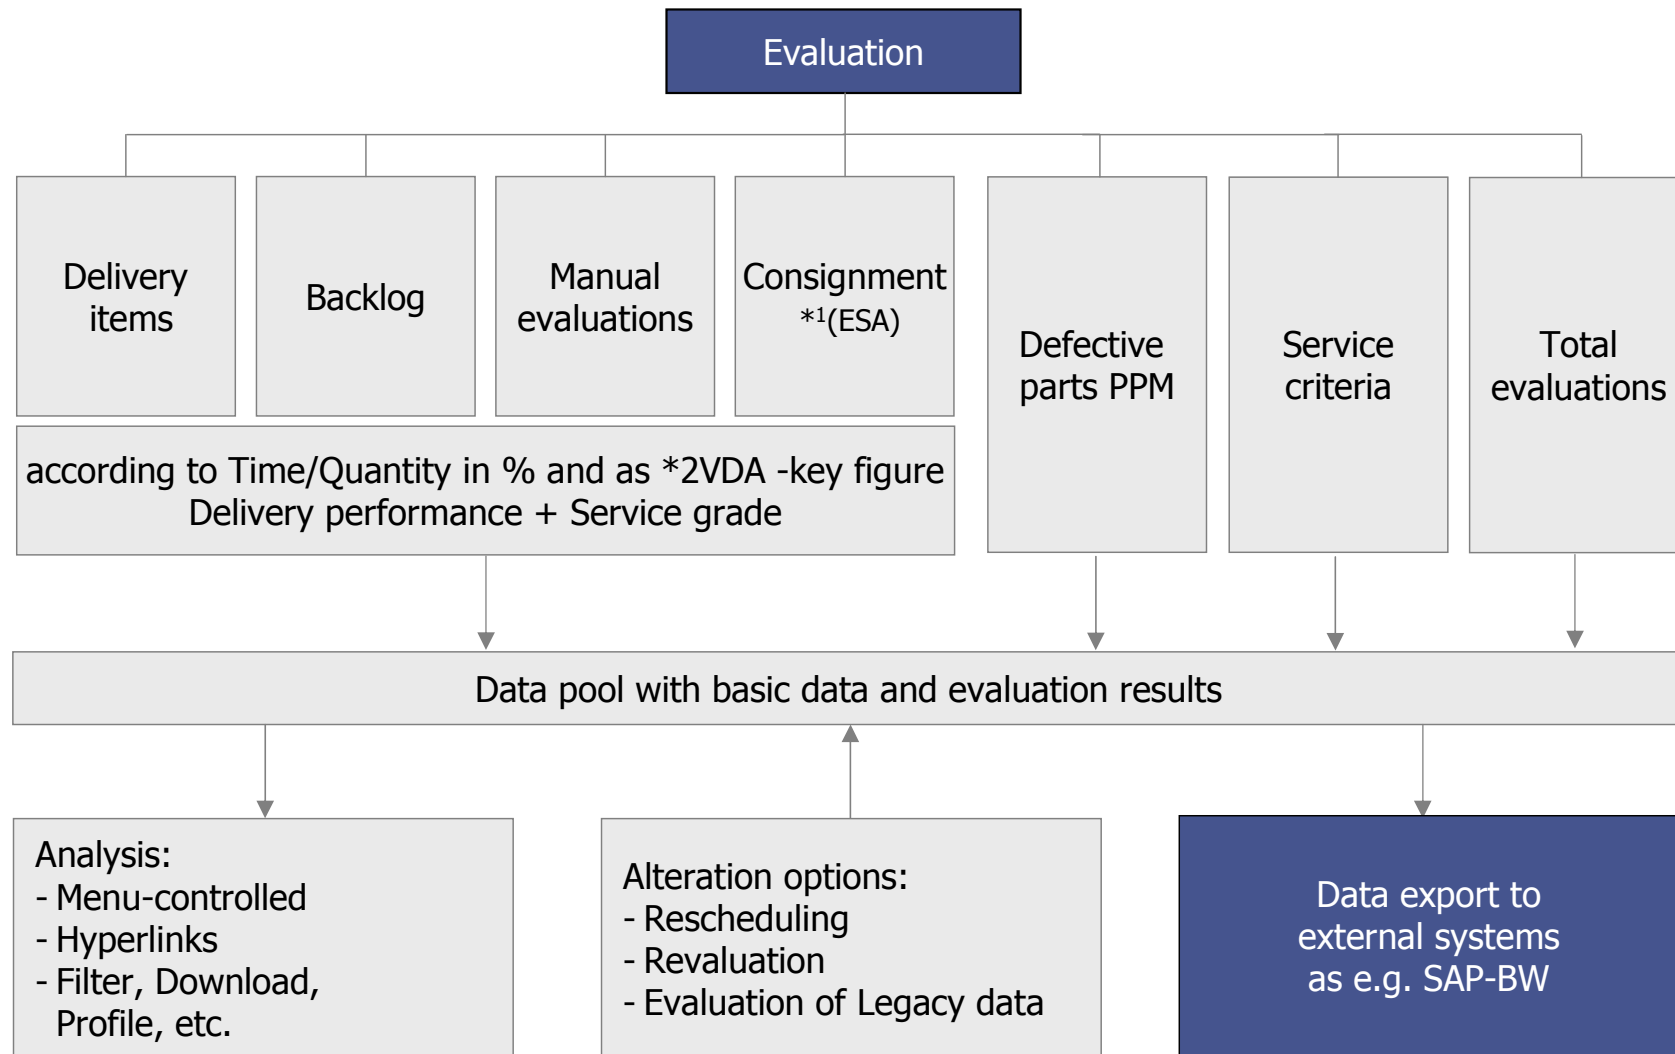 Evaluation
Delivery
items
Backlog
Manual
evaluations
Consignment
*1(ESA)
Defective
parts PPM
Service
criteria
Total
evaluations
according to Time/Quantity in % and as *2VDA -key figure
Delivery performance + Service grade
Data pool with basic data and evaluation results
Analysis:
- Menu-controlled
- Hyperlinks
- Filter, Download,
Profile, etc.
Alteration options:
- Rescheduling
- Revaluation
- Evaluation of Legacy data
Data export to
external systems
as e.g. SAP-BW